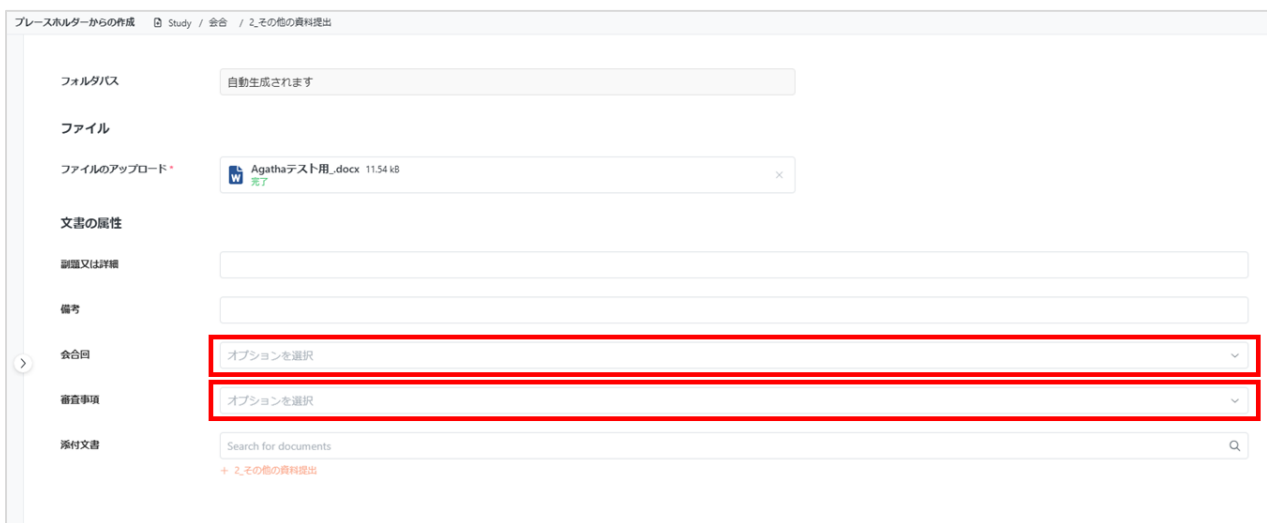 プレースホルダーからの作成 Study / 会合 / 2_その他の資料提出
フォルダパス 自動生成されます
ファイル
ファイルのアップロード* Agathaテスト用_.docx 11.54 kB
完了
文書の属性
副題又は詳細
備考
会合回 オプションを選択
審査事項 オプションを選択
添付文書 Search for documents
+ 2_その他の資料提出